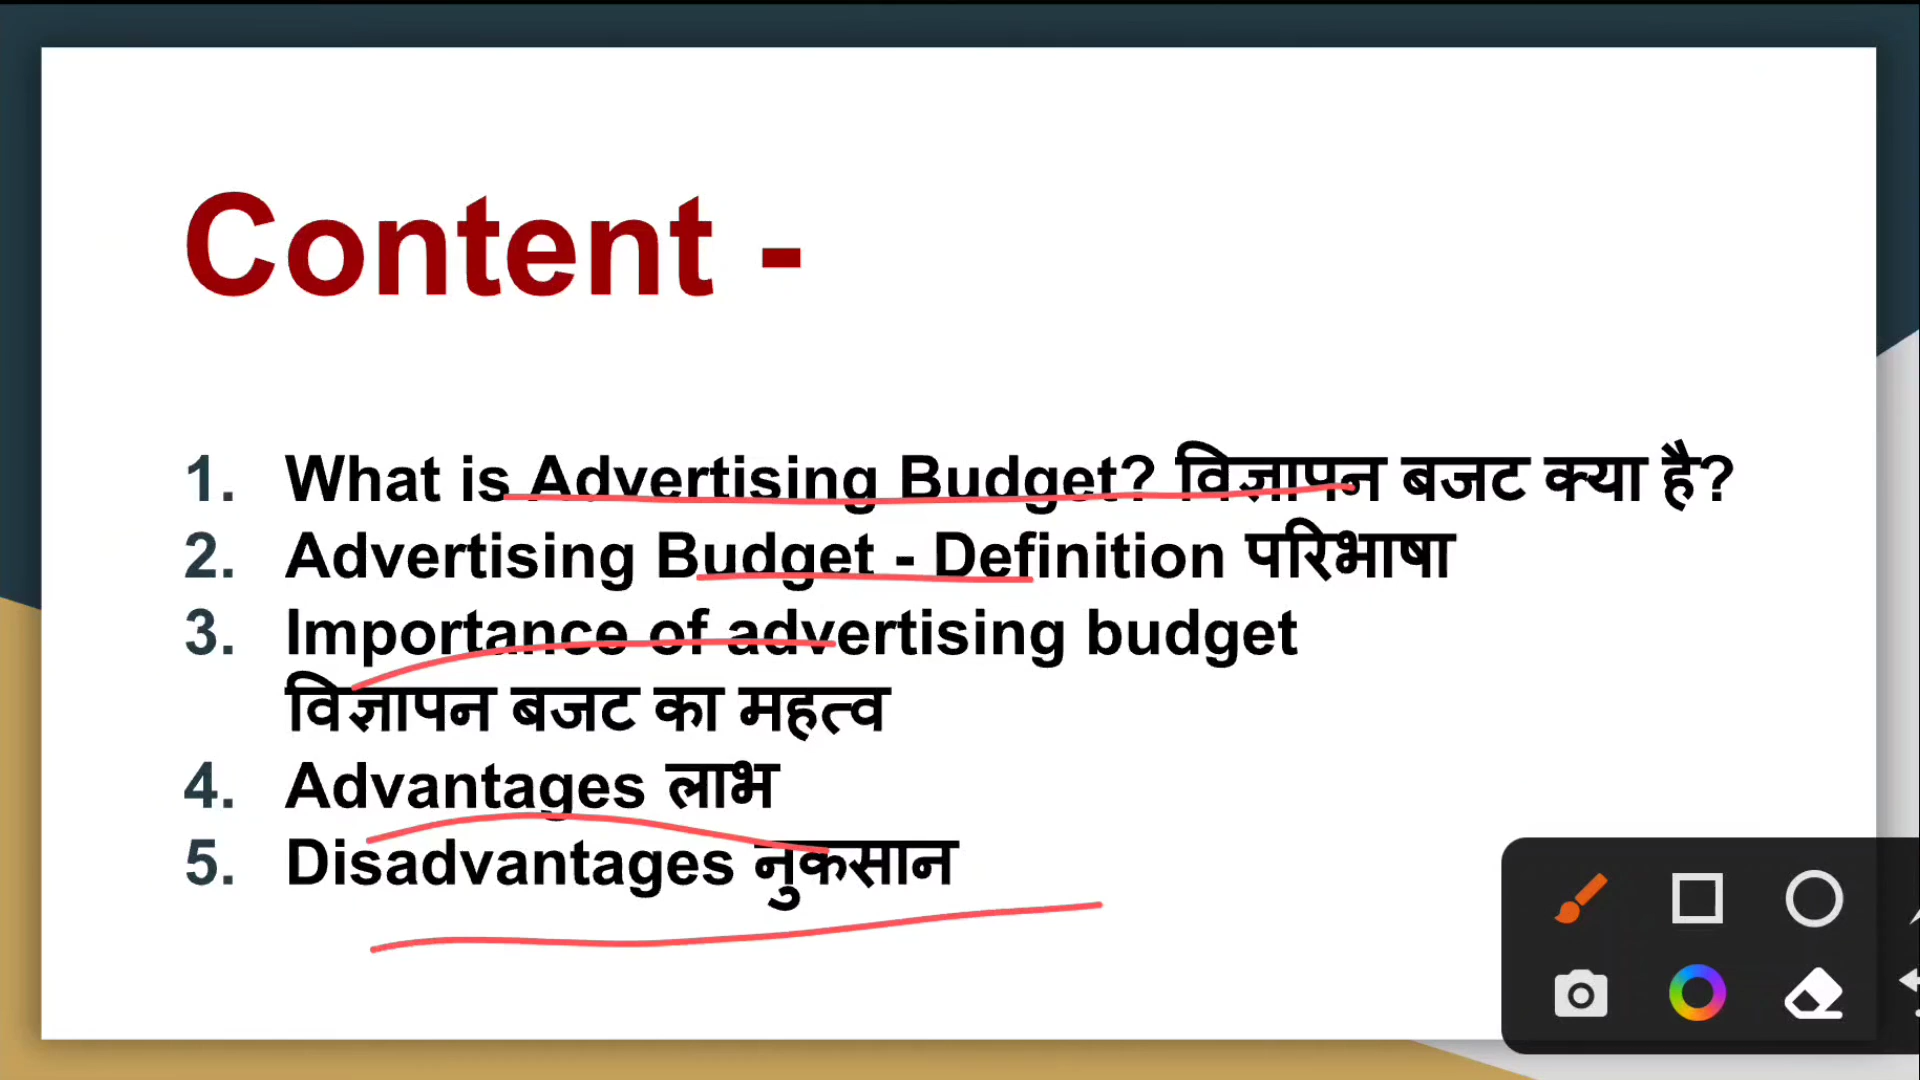 Content -
1. What is Advertising Budget? विज्ञापन बजट क्या है?
2. Advertising Budget - Definition परिभाषा
3. Importance of advertising budget
विज्ञापन बजट का महत्व
4. Advantages लाभ
5. Disadvantages नुकसान